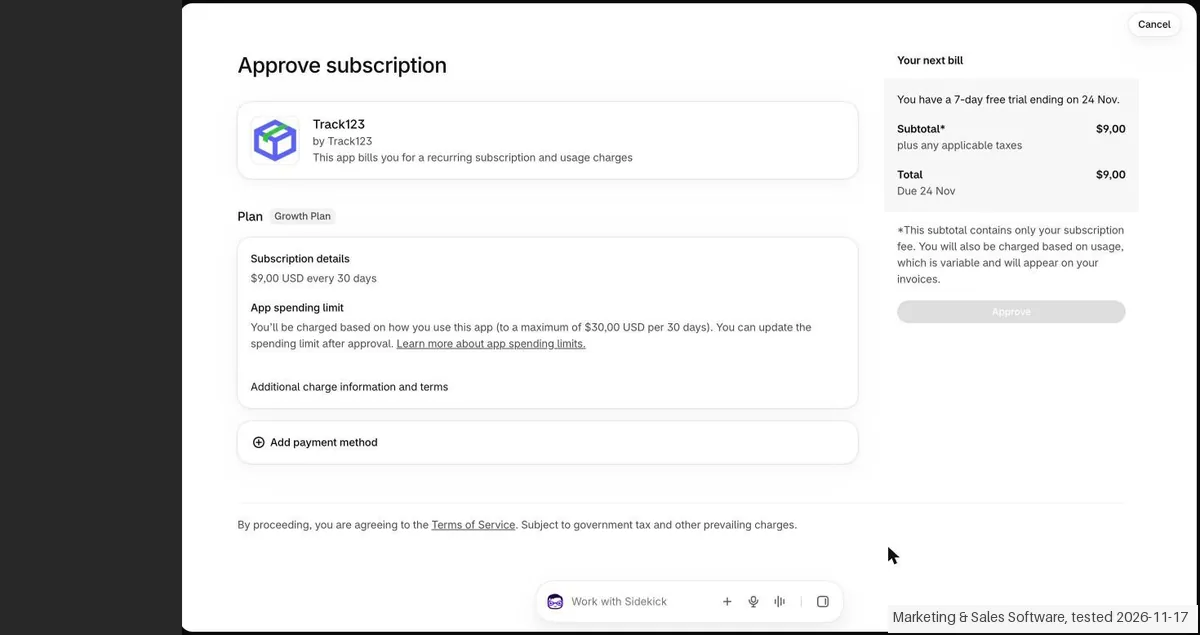 Cancel
Approve subscription
Track123
by Track123
This app bills you for a recurring subscription and usage charges
Plan
Growth Plan
Subscription details
$9,00 USD every 30 days
App spending limit
You'll be charged based on how you use this app (to a maximum of $30,00 USD per 30 days). You can update the
spending limit after approval. Learn more about app spending limits.
Additional charge information and terms
Add payment method
By proceeding, you are agreeing to the Terms of Service. Subject to government tax and other prevailing charges.
Your next bill
You have a 7-day free trial ending on 24 Nov.
Subtotal* $9,00
plus any applicable taxes
Total $9,00
Due 24 Nov
*This subtotal contains only your subscription
fee. You will also be charged based on usage,
which is variable and will appear on your
invoices.
Approve
Work with Sidekick
Marketing & Sales Software, tested 2026-11-17